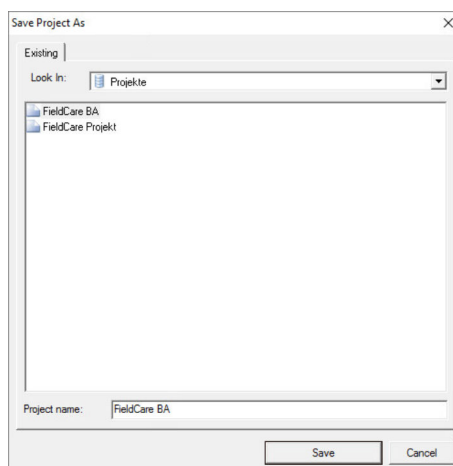 Save Project As
Existing
Look In: Projekte
FieldCare BA
FieldCare Projekt
Project name: FieldCare BA
Save Cancel